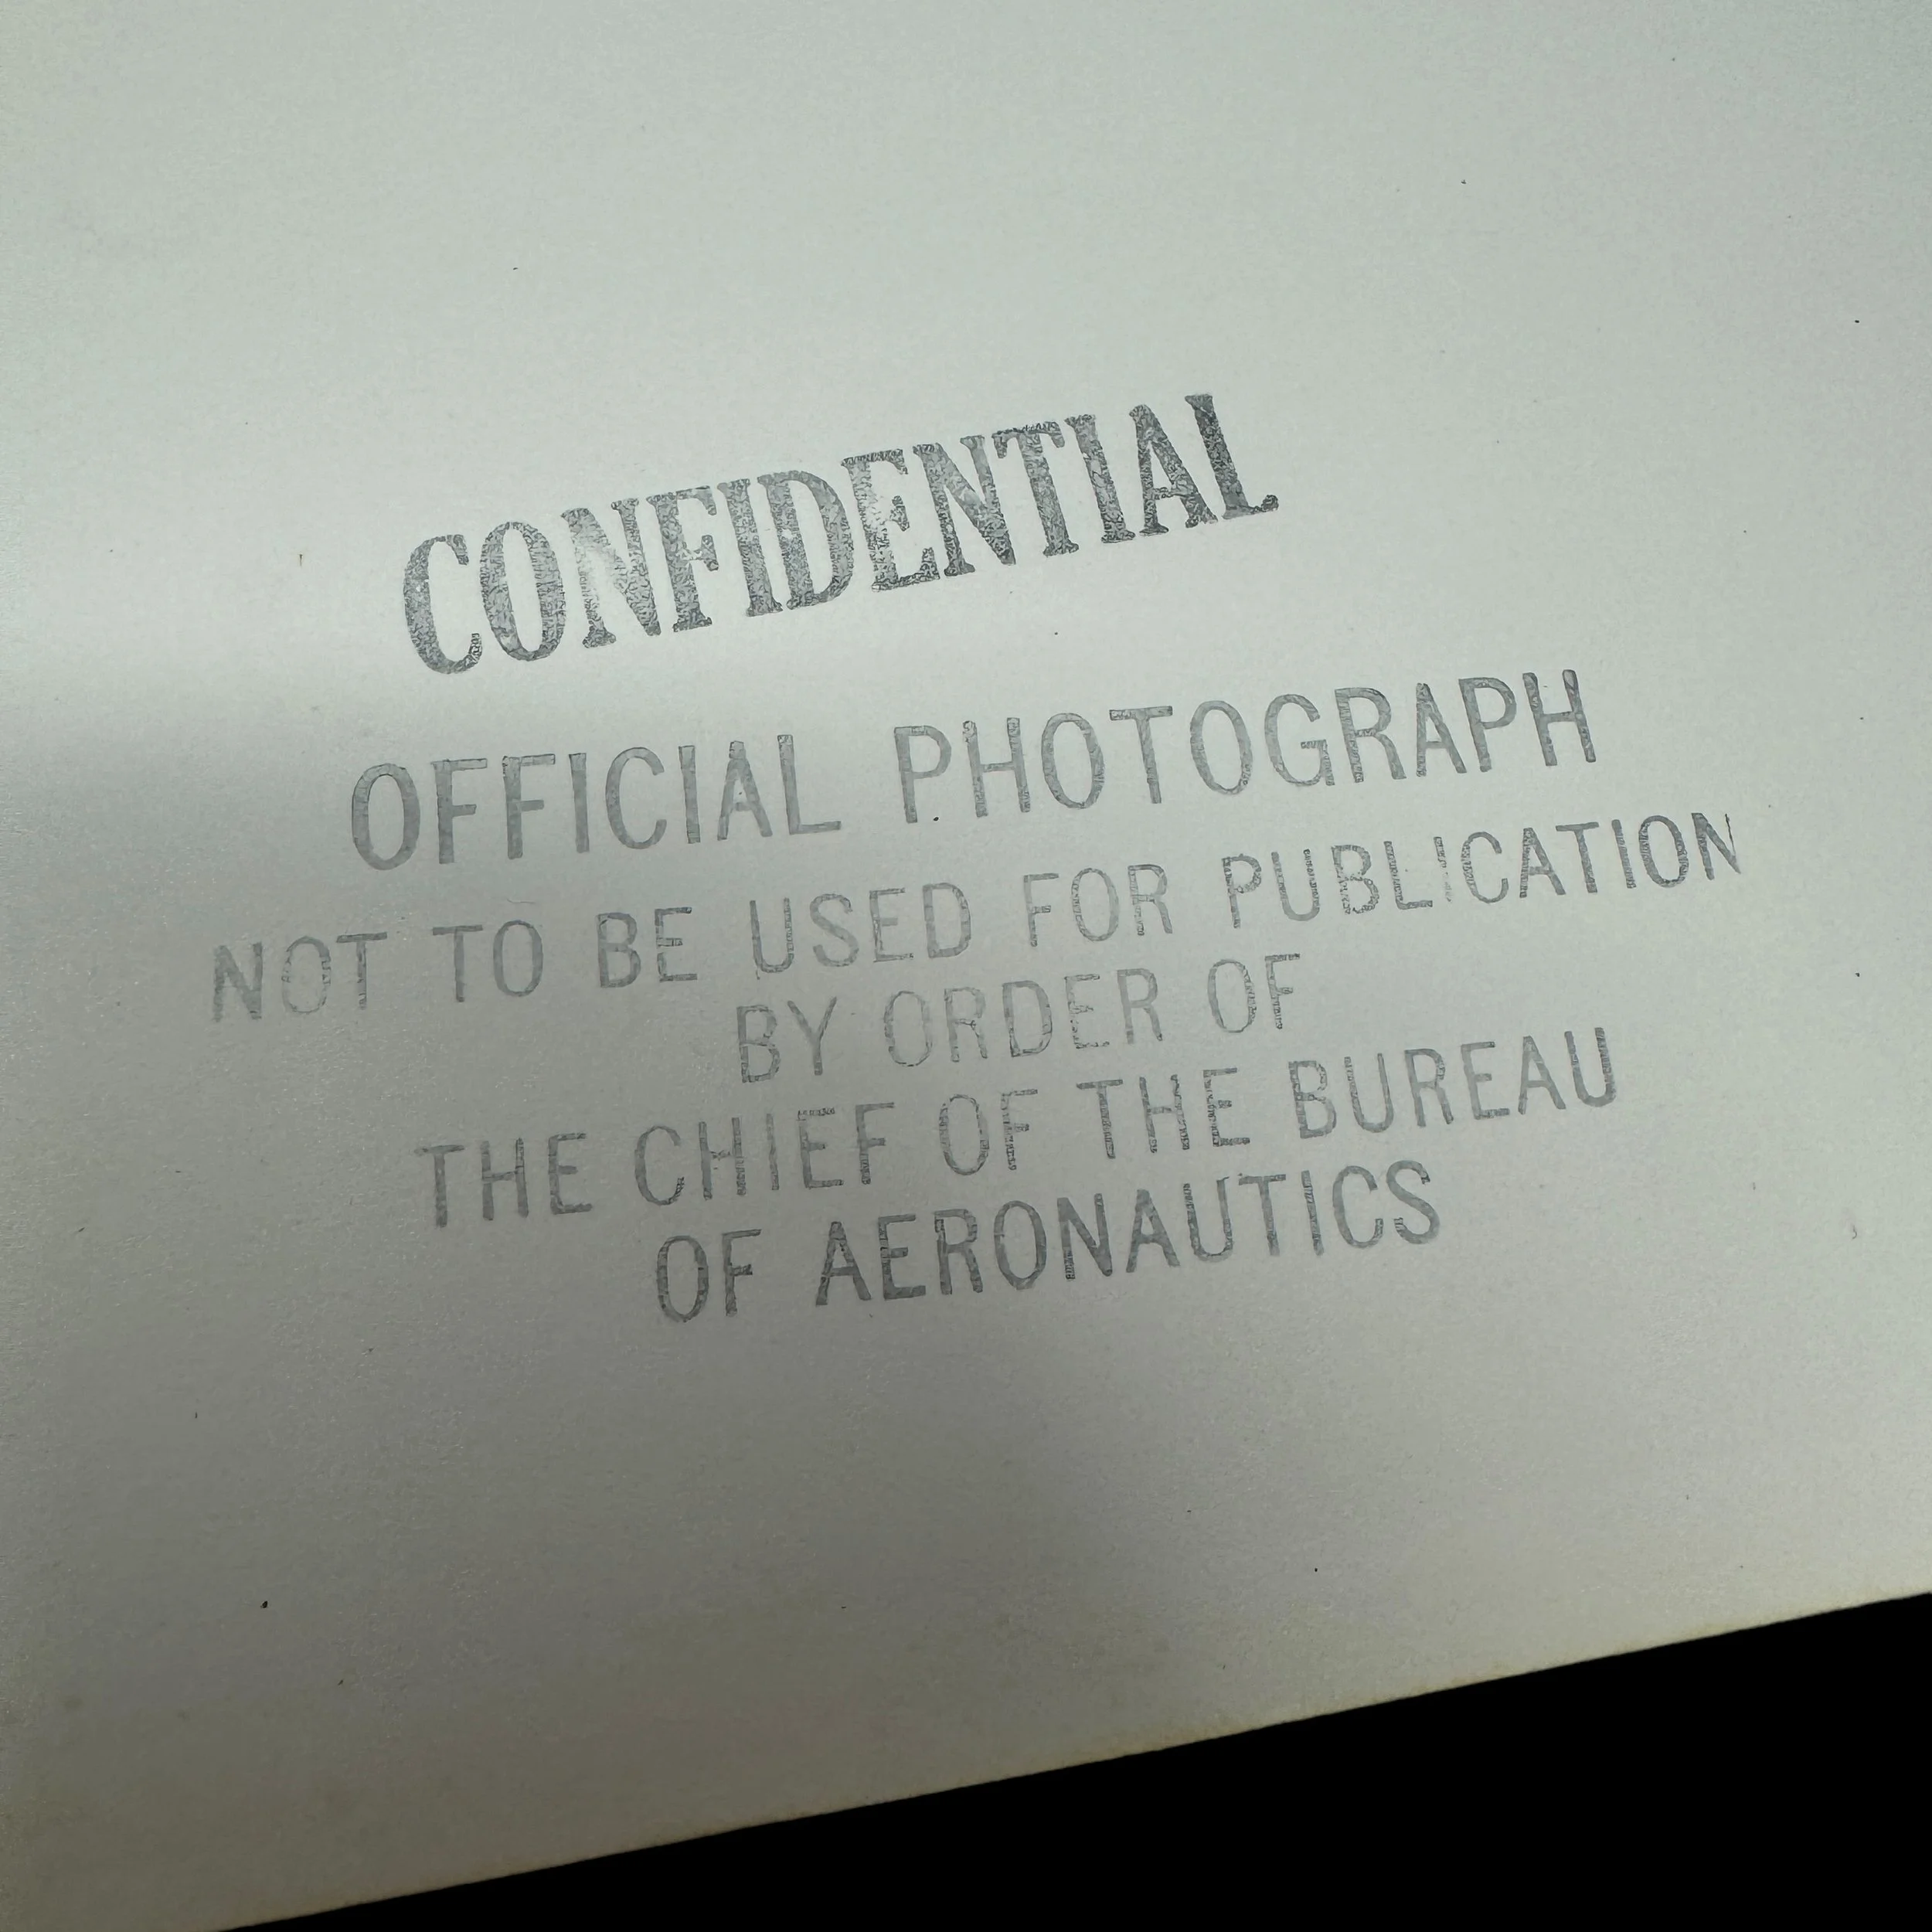 CONFIDENTIAL
OFFICIAL PHOTOGRAPH
NOT TO BE USED FOR PUBLICATION
BY ORDER OF
THE CHIEF OF THE BUREAU
OF AERONAUTICS